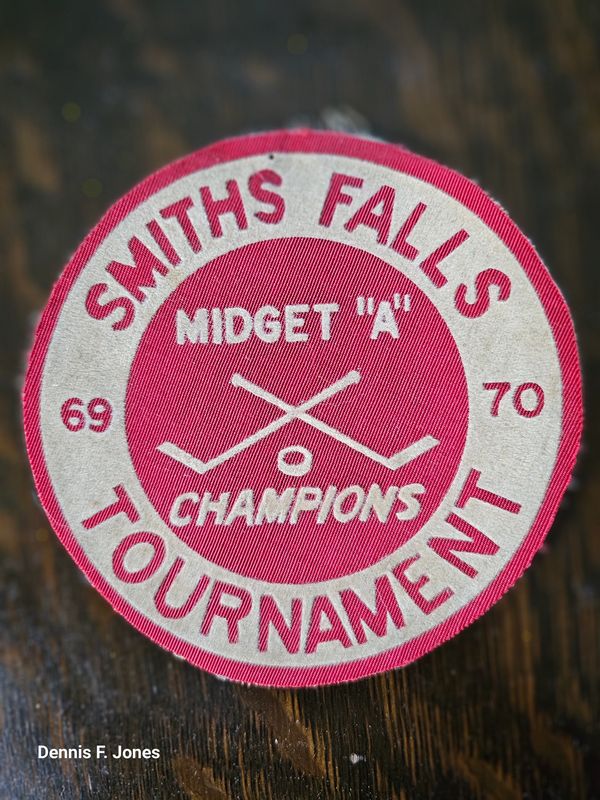 SMITHS FALLS
MIDGET "A"
69
70
CHAMPIONS
TOURNAMENT
Dennis F. Jones